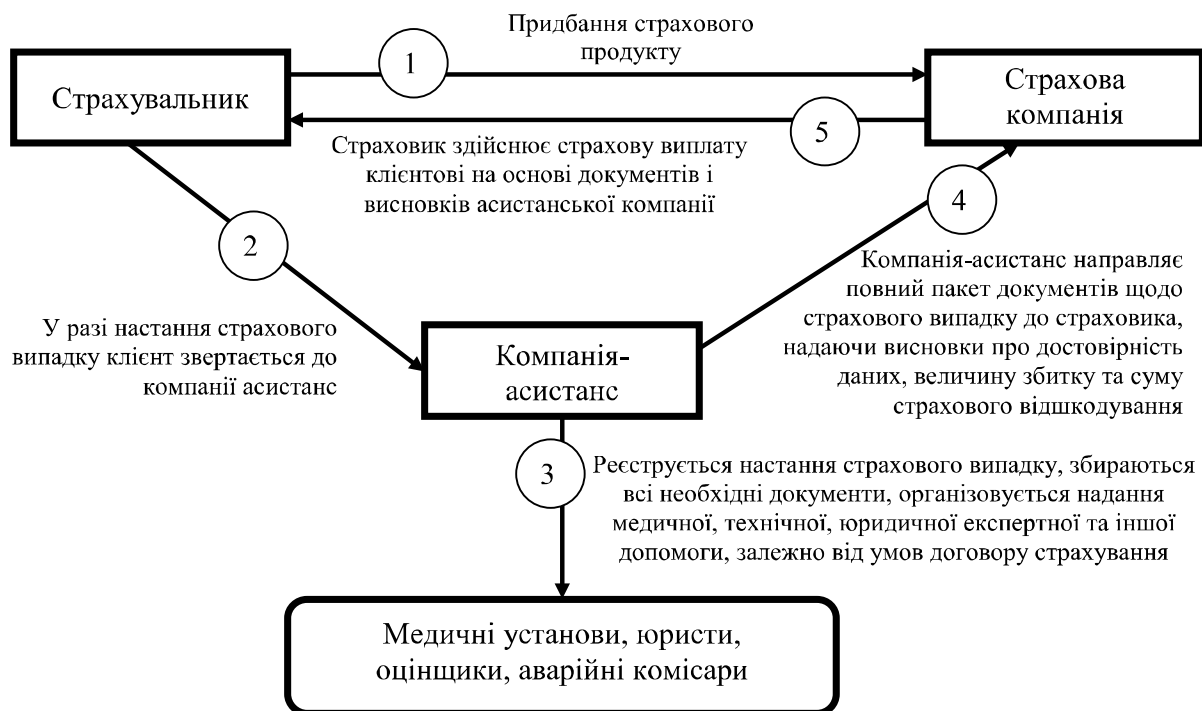 Придбання страхового
продукту
1
Страхувальник
Страхова
компанія
5
Страховик здійснює страхову виплату
клієнтові на основі документів і
висновків асистанської компанії
2
4
У разі настання страхового
випадку клієнт звертається до
компанії асистанс
Компанія-
асистанс
Компанія-асистанс направляє
повний пакет документів щодо
страхового випадку до страховика,
надаючи висновки про достовірність
даних, величину збитку та суму
страхового відшкодування
3
Реєструється настання страхового випадку, збираються
всі необхідні документи, організовується надання
медичної, технічної, юридичної експертної та іншої
допомоги, залежно від умов договору страхування
Медичні установи, юристи,
оцінщики, аварійні комісари